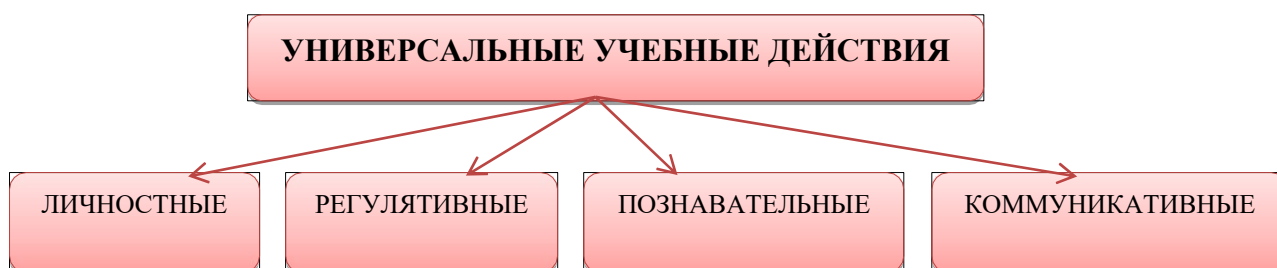 УНИВЕРСАЛЬНЫЕ УЧЕБНЫЕ ДЕЙСТВИЯ
ЛИЧНОСТНЫЕ
РЕГУЛЯТИВНЫЕ
ПОЗНАВАТЕЛЬНЫЕ
КОММУНИКАТИВНЫЕ